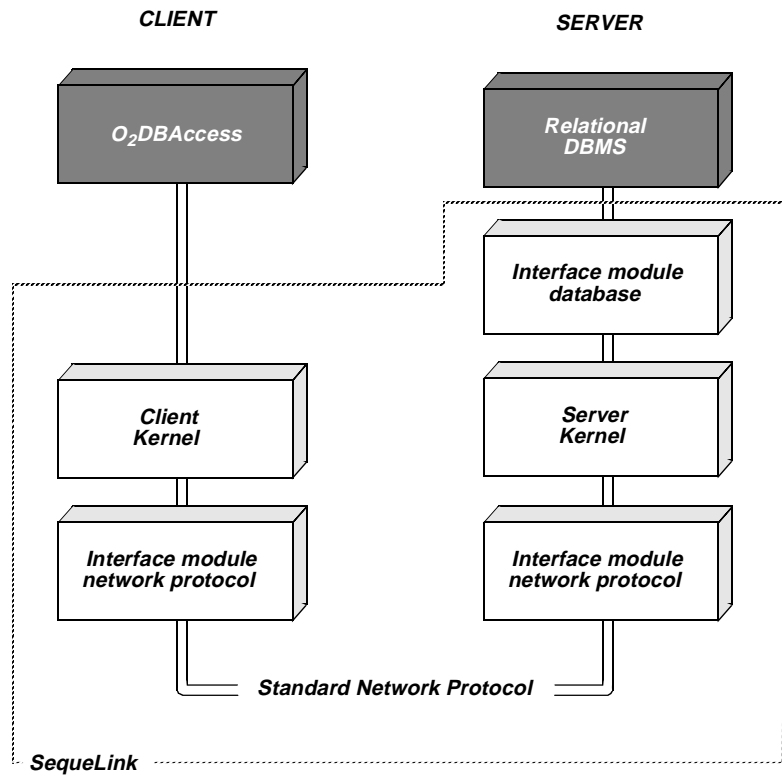 CLIENT
SERVER
O₂DBAccess
Relational
DBMS
Interface module
database
Client
Kernel
Server
Kernel
Interface module
network protocol
Interface module
network protocol
Standard Network Protocol
SequeLink